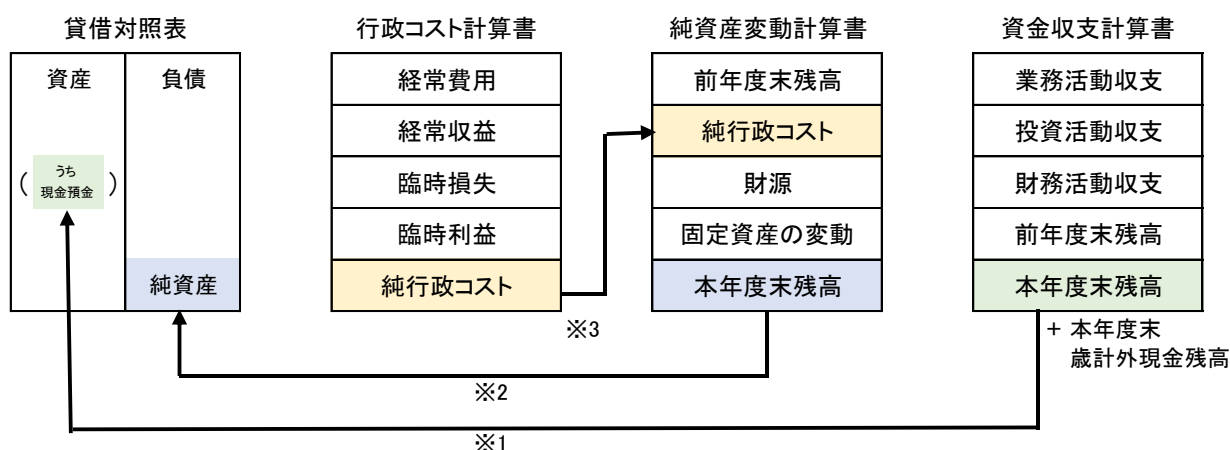 貸借対照表
資産
負債
(
うち
現金預金
)
純資産
行政コスト計算書
経常費用
経常収益
臨時損失
臨時利益
純行政コスト
※3
純資産変動計算書
前年度末残高
純行政コスト
財源
固定資産の変動
本年度末残高
資金収支計算書
業務活動収支
投資活動収支
財務活動収支
前年度末残高
本年度末残高
+ 本年度末
歳計外現金残高
※2
※1